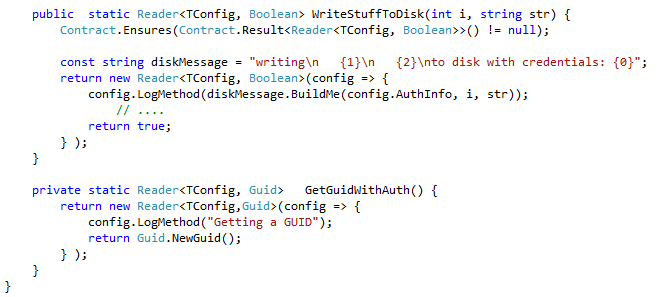 public  static Reader<TConfig, Boolean> WriteStuffToDisk(int i, string str) {
Contract.Ensures(Contract.Result<Reader<TConfig, Boolean>>() != null);
const string diskMessage = "writing\n   {1}\n   {2}\nto disk with credentials: {0}";
return new Reader<TConfig, Boolean>(config => {
config.LogMethod(diskMessage.BuildMe(config.AuthInfo, i, str));
// ....
return true;
} );
}
private static Reader<TConfig, Guid>   GetGuidWithAuth() {
return new Reader<TConfig,Guid>(config => {
config.LogMethod("Getting a GUID");
return Guid.NewGuid();
} );
}
}